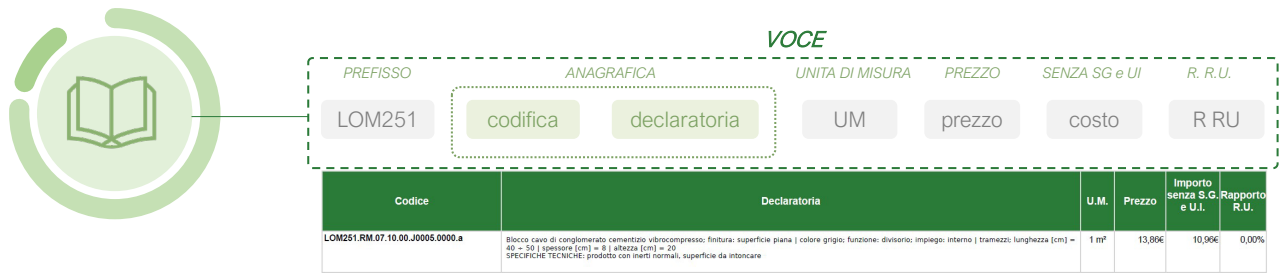 VOCE
PREFISSO ANAGRAFICA UNITA DI MISURA PREZZO SENZA SG e UI R. R.U.
LOM251 codifica declaratoria UM prezzo costo R RU
Codice Declaratoria U.M. Prezzo Importo senza S.G. e U.I. Rapporto R.U.
LOM251.RM.07.10.00.J0005.0000.a Blocco cavo di conglomerato cementizio vibrocompresso; finitura: superficie piana | colore grigio; funzione: divisorio; impiego: interno | tramezzi; lunghezza [cm] = 1 m² 13,86€ 10,96€ 0,00%
40 ÷ 50 | spessore [cm] = 8 | altezza [cm] = 20
SPECIFICHE TECNICHE: prodotto con inerti normali, superficie da intoncare